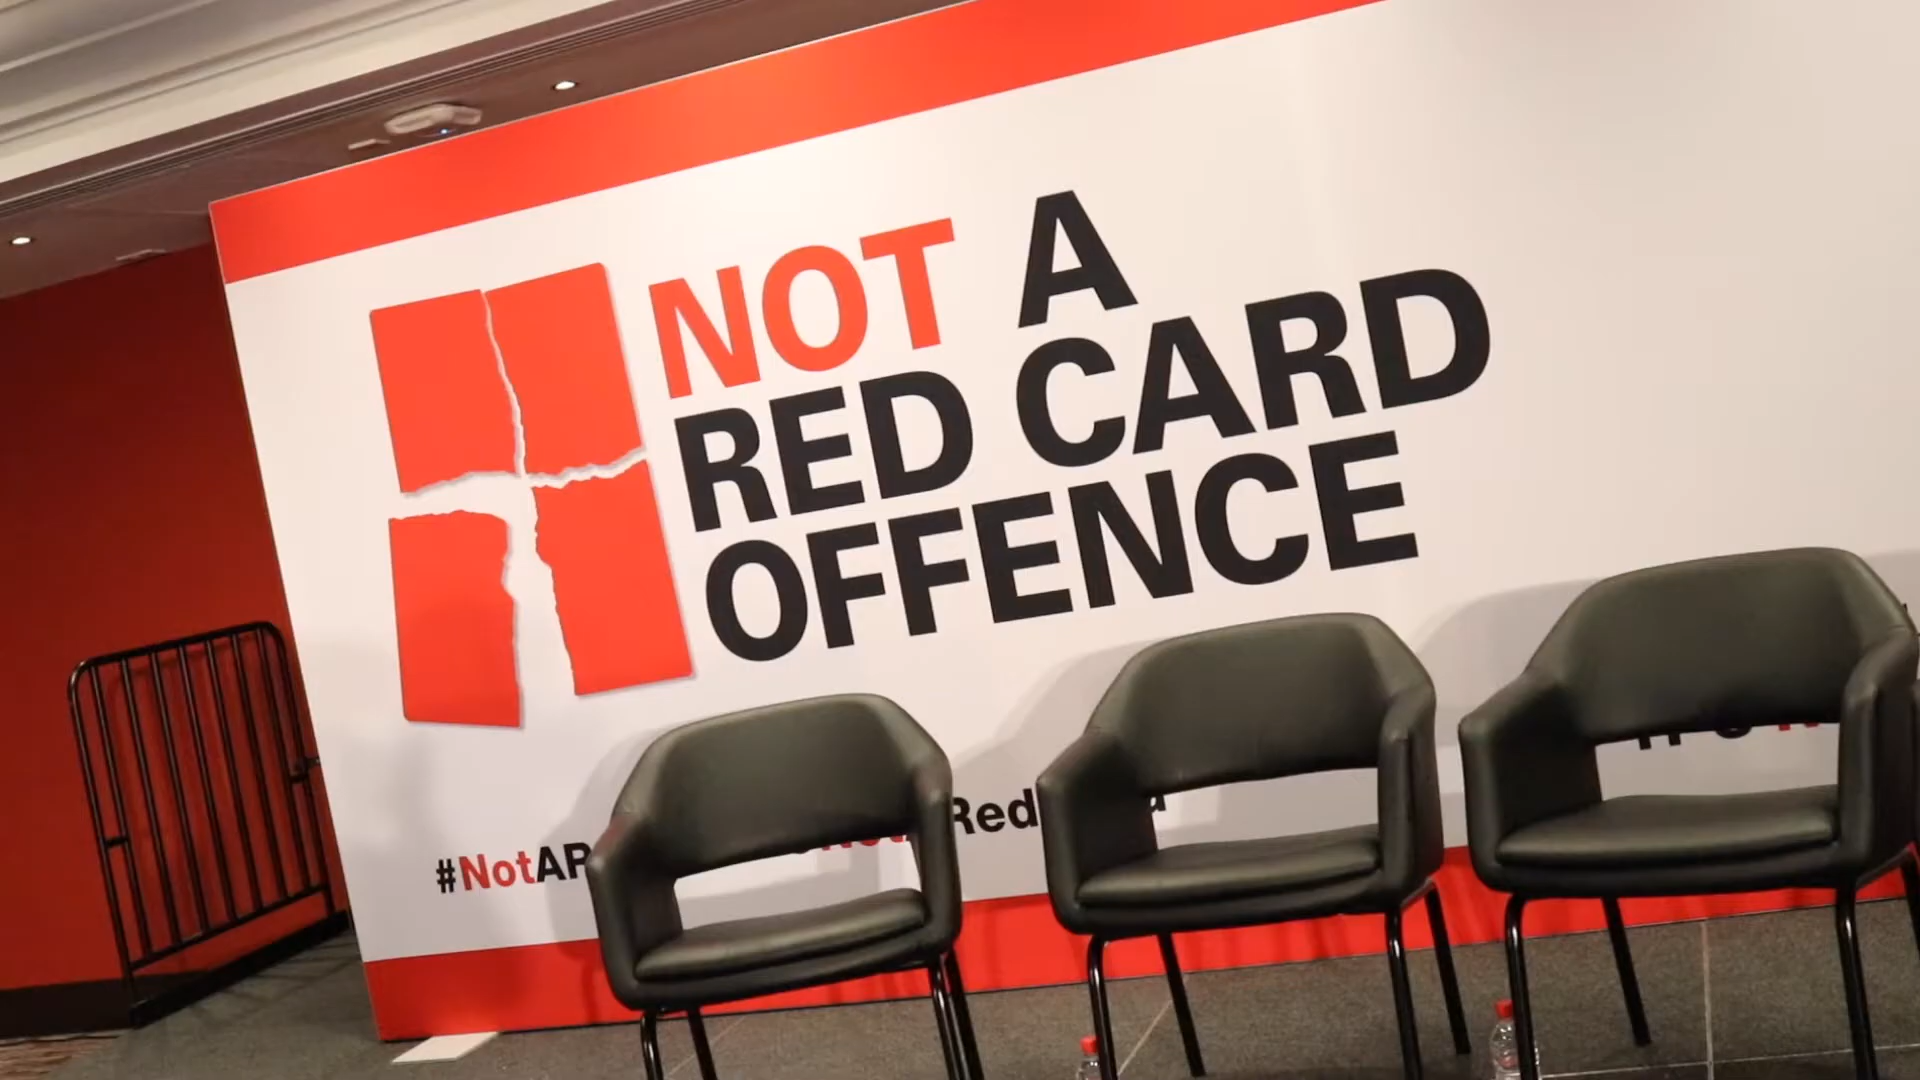 NOT A
RED CARD
OFFENCE
#NotAR
Red